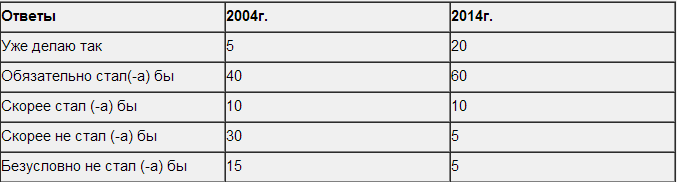 Ответы 2004г. 2014г.
Уже делаю так 5 20
Обязательно стал(-а) бы 40 60
Скорее стал (-а) бы 10 10
Скорее не стал (-а) бы 30 5
Безусловно не стал (-а) бы 15 5